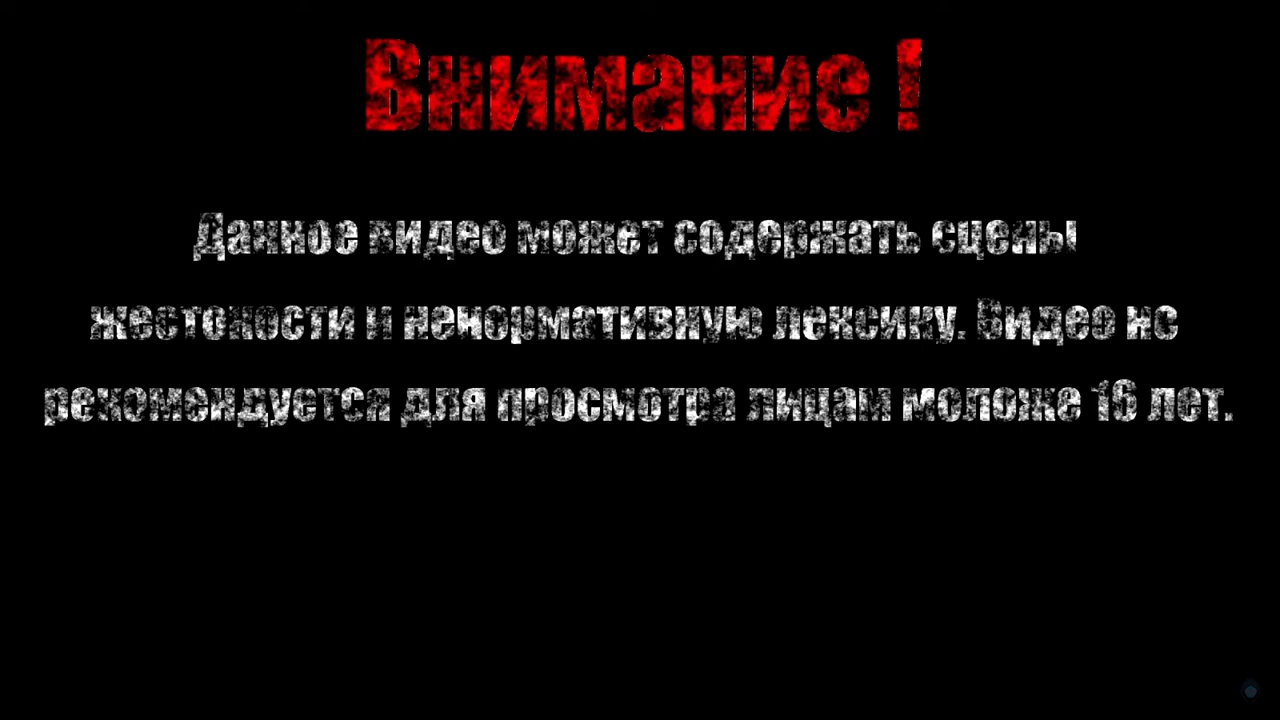 Внимание !
Данное видео может содержать сцены
жестокости и ненормативную лексику. Видео не
рекомендуется для просмотра лицам моложе 16 лет.